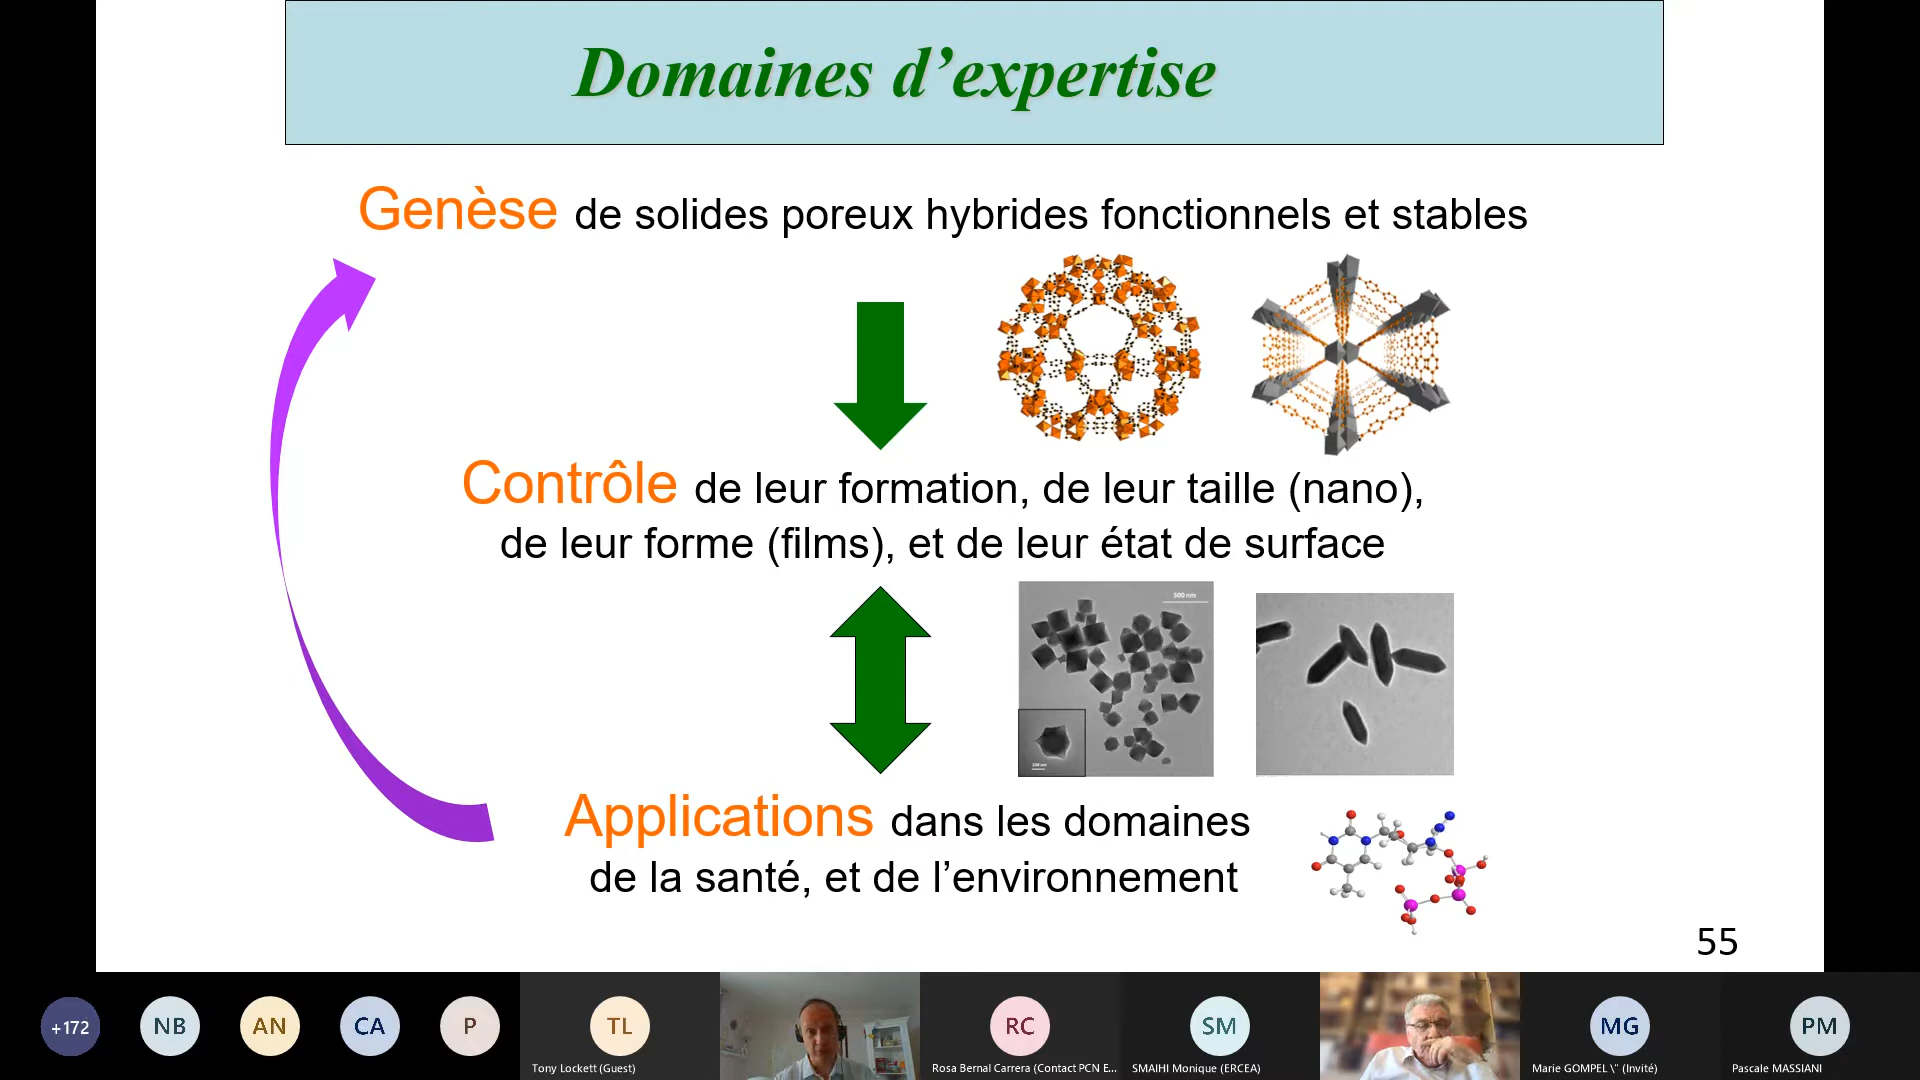 Domaines d’expertise
Genèse de solides poreux hybrides fonctionnels et stables
Contrôle de leur formation, de leur taille (nano),
de leur forme (films), et de leur état de surface
500 nm
Applications dans les domaines
de la santé, et de l’environnement
55
+172
NB
AN
CA
P
TL
RC
SM
MG
PM
Tony Lockett (Guest)
Rosa Bernal Carrera (Contact PCN E...
SMAIHI Monique (ERCEA)
Marie GOMPEL \" (Invité)
Pascale MASSIANI